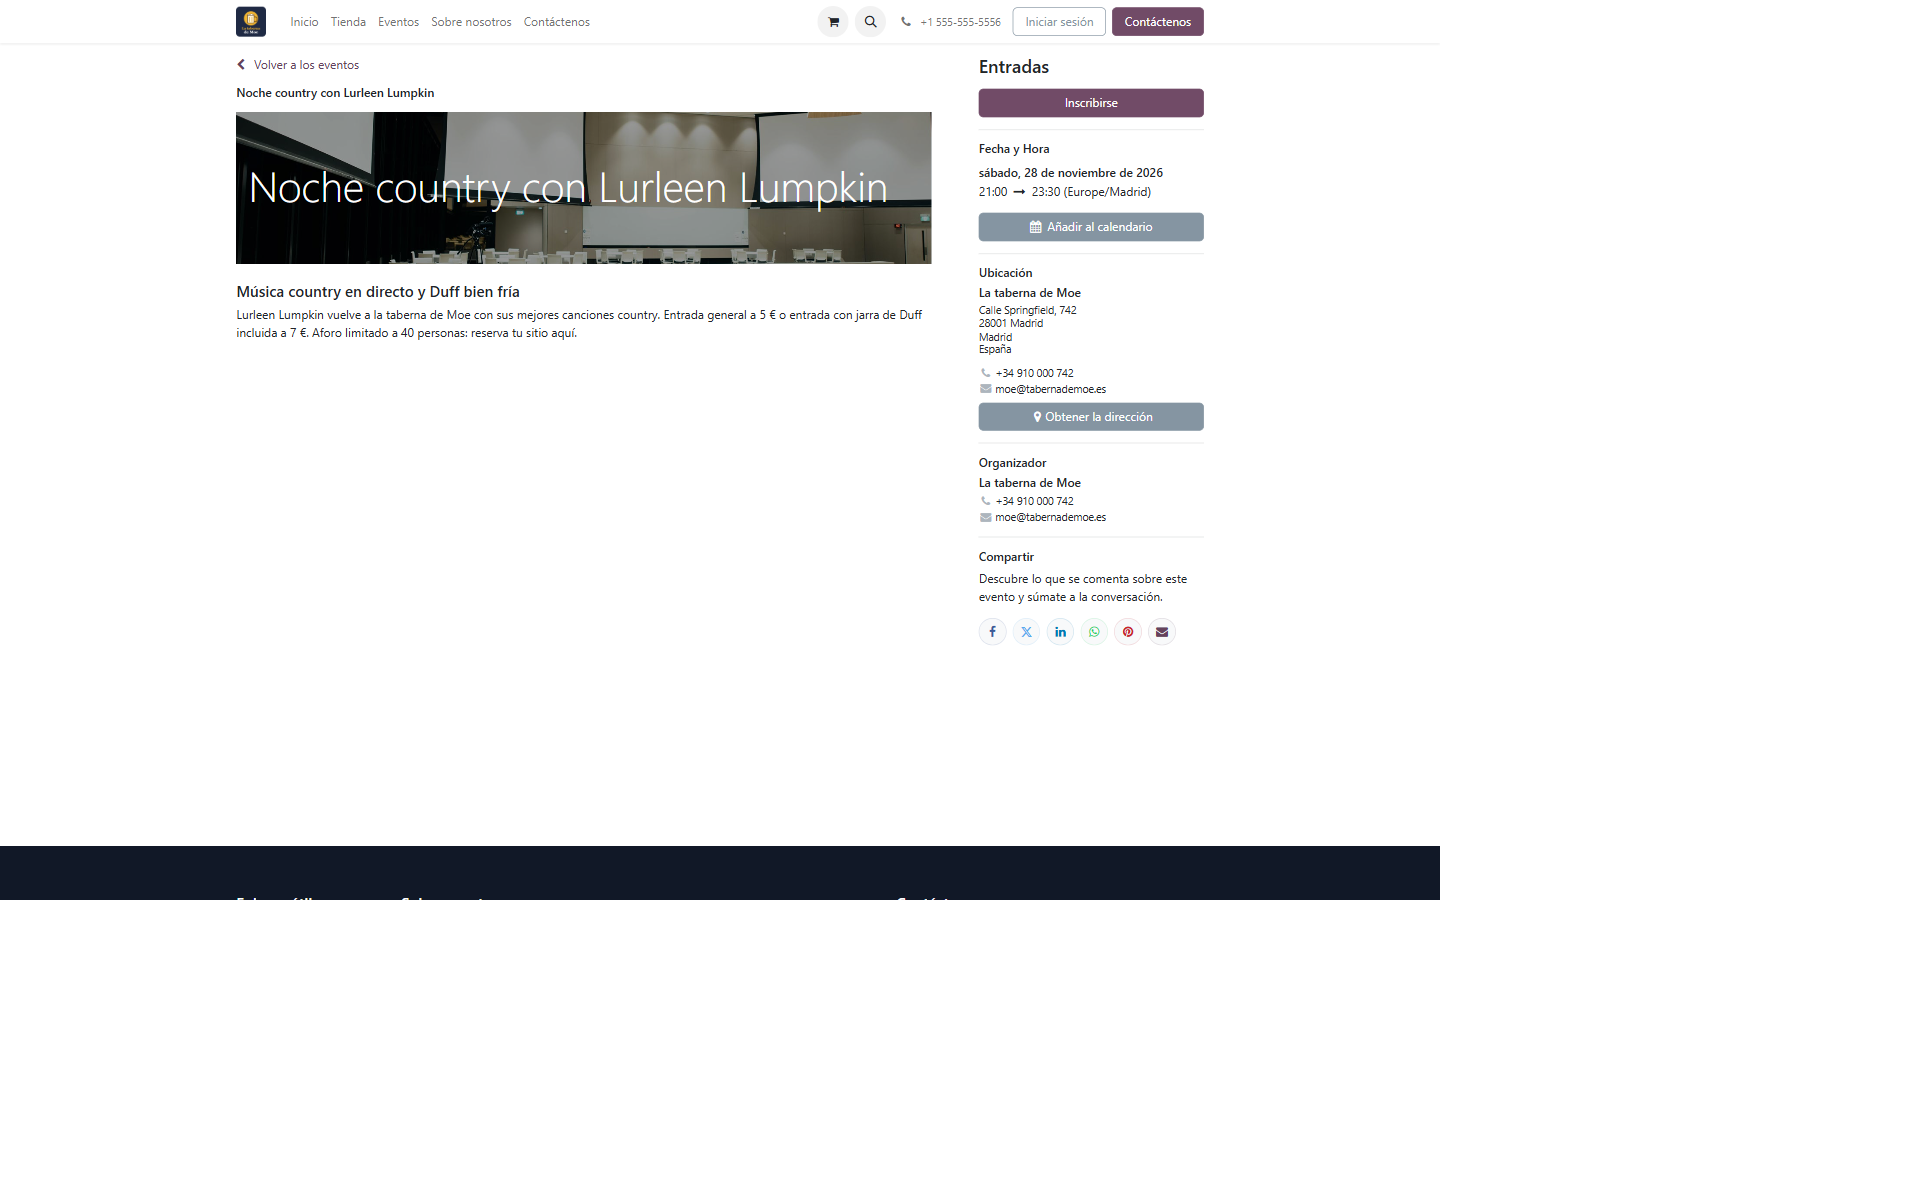 La taberna
de Moe
Inicio
Tienda
Eventos
Sobre nosotros
Contáctenos
+1 555-555-5556
Iniciar sesión
Contáctenos
Volver a los eventos
Noche country con Lurleen Lumpkin
Noche country con Lurleen Lumpkin
Música country en directo y Duff bien fría
Lurleen Lumpkin vuelve a la taberna de Moe con sus mejores canciones country. Entrada general a 5 € o entrada con jarra de Duff
incluida a 7 €. Aforo limitado a 40 personas: reserva tu sitio aquí.
Entradas
Inscribirse
Fecha y Hora
sábado, 28 de noviembre de 2026
21:00 → 23:30 (Europe/Madrid)
Añadir al calendario
Ubicación
La taberna de Moe
Calle Springfield, 742
28001 Madrid
Madrid
España
+34 910 000 742
moe@tabernademoe.es
Obtener la dirección
Organizador
La taberna de Moe
+34 910 000 742
moe@tabernademoe.es
Compartir
Descubre lo que se comenta sobre este
evento y súmate a la conversación.